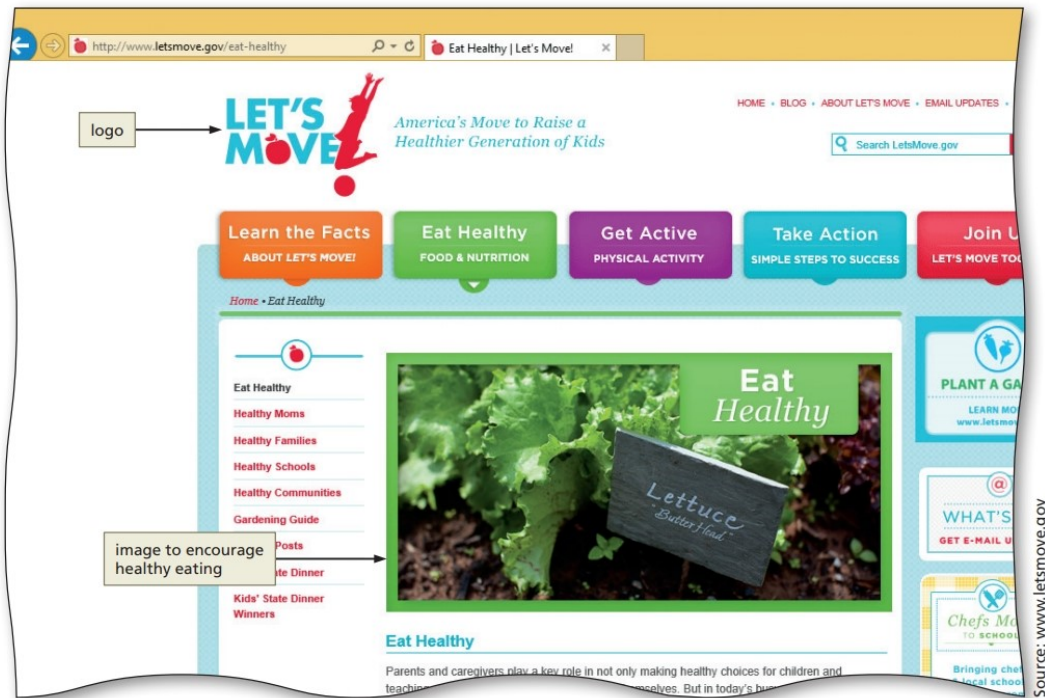 http://www.letsmove.gov/eat-healthy
Eat Healthy | Let's Move!
logo
LET'S
MOVE!
America's Move to Raise a
Healthier Generation of Kids
HOME • BLOG • ABOUT LET'S MOVE • EMAIL UPDATES •
Search LetsMove.gov
Learn the Facts
ABOUT LET'S MOVE!
Eat Healthy
FOOD & NUTRITION
Get Active
PHYSICAL ACTIVITY
Take Action
SIMPLE STEPS TO SUCCESS
Join
LET'S MOVE
Home • Eat Healthy
Eat Healthy
Healthy Moms
Healthy Families
Healthy Schools
Healthy Communities
Gardening Guide
Posts
Dinner
Kids' State Dinner
Winners
image to encourage
healthy eating
Eat
Healthy
Lettuce
"Butter Head"
Eat Healthy
Parents and caregivers play a key role in not only making healthy choices for children and
But in today's
PLANT A
LEARN
www.letsmo
@
WHAT'S
GET E-MAIL
Chefs
TO SCHOOL
Bringing
local
Source: www.letsmove.gov